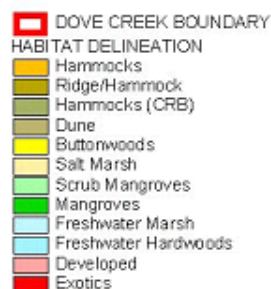 DOVE CREEK BOUNDARY
HABITAT DELINEATION
Hammocks
Ridge/Hammock
Hammocks (CRB)
Dune
Buttonwoods
Salt Marsh
Scrub Mangroves
Mangroves
Freshwater Marsh
Freshwater Hardwoods
Developed
Exotics